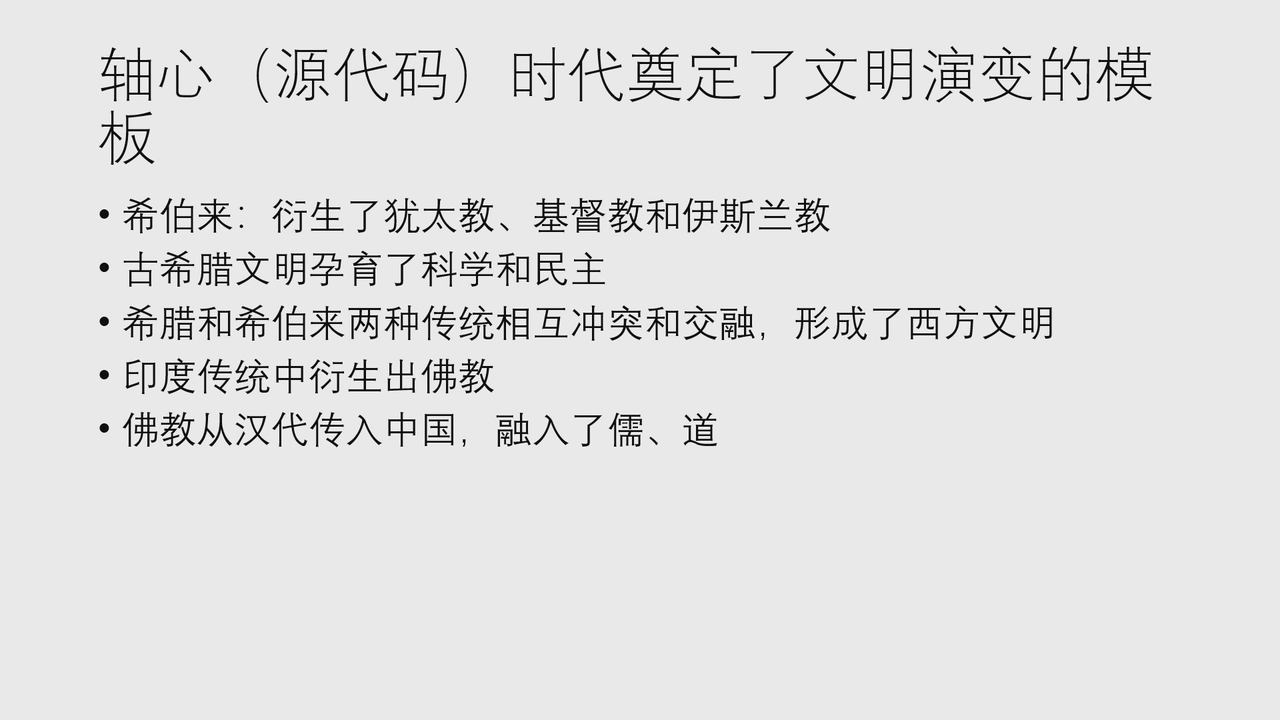 轴心（源代码）时代奠定了文明演变的模
板
• 希伯来：衍生了犹太教、基督教和伊斯兰教
• 古希腊文明孕育了科学和民主
• 希腊和希伯来两种传统相互冲突和交融，形成了西方文明
• 印度传统中衍生出佛教
• 佛教从汉代传入中国，融入了儒、道